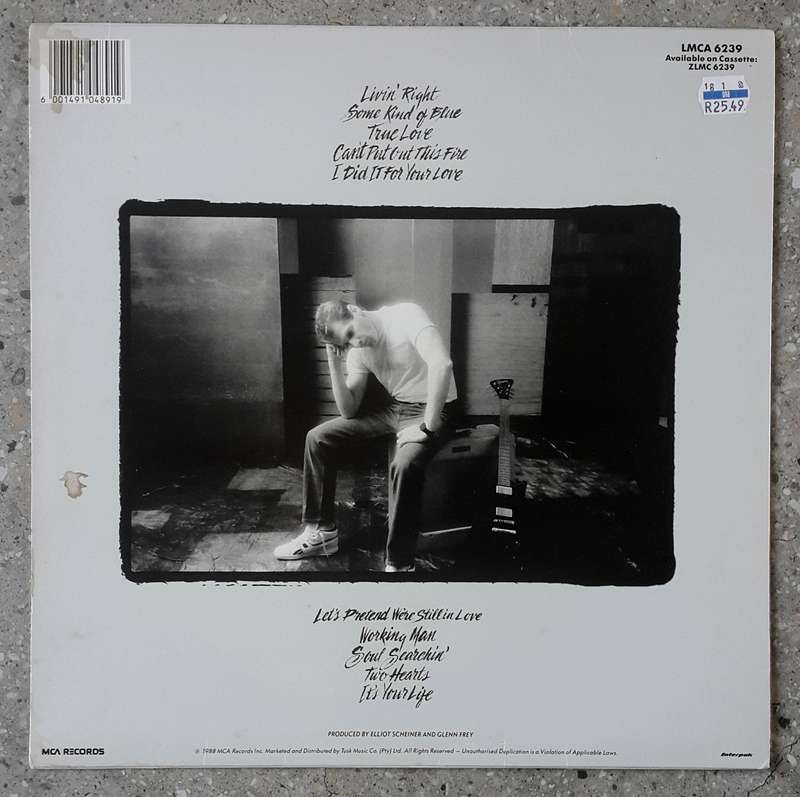 6 001491 048919
LMCA 6239
Available on Cassette:
ZLMC 6239
R25.49
Livin' Right
Some Kind of Blue
True Love
Can't Put Out This Fire
I Did It For Your Love
Let's Pretend We're Still in Love
Working Man
Soul Searchin'
Two Hearts
It's Your Life
PRODUCED BY ELLIOT SCHEINER AND GLENN FREY
MCA RECORDS
℗ 1988 MCA Records Inc. Marketed and Distributed by Tusk Music Co. (Pty) Ltd. All Rights Reserved — Unauthorised Duplication is a Violation of Applicable Laws.
Interpak